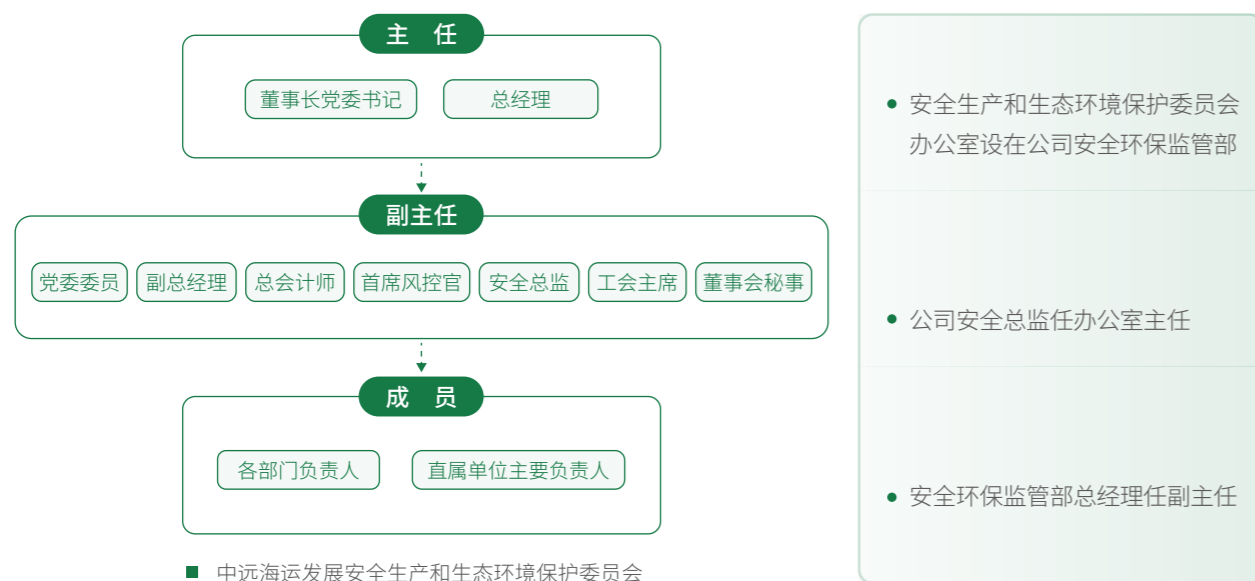 主 任
董事长党委书记
总经理
副主任
党委委员
副总经理
总会计师
首席风控官
安全总监
工会主席
董事会秘事
成 员
各部门负责人
直属单位主要负责人
中远海运发展安全生产和生态环境保护委员会
安全生产和生态环境保护委员会
办公室设在公司安全环保监管部
公司安全总监任办公室主任
安全环保监管部总经理任副主任